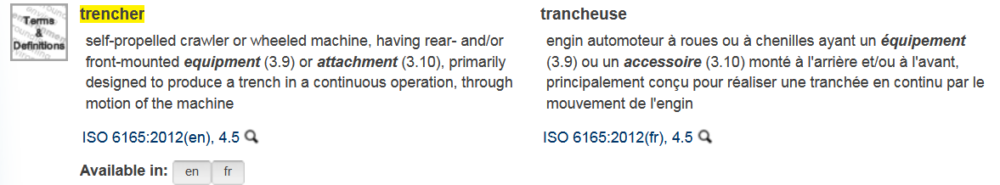 Terms
&
Definitions
trencher
self-propelled crawler or wheeled machine, having rear- and/or
front-mounted equipment (3.9) or attachment (3.10), primarily
designed to produce a trench in a continuous operation, through
motion of the machine
ISO 6165:2012(en), 4.5
trancheuse
engin automoteur à roues ou à chenilles ayant un équipement
(3.9) ou un accessoire (3.10) monté à l'arrière et/ou à l'avant,
principalement conçu pour réaliser une tranchée en continu par le
mouvement de l'engin
ISO 6165:2012(fr), 4.5
Available in: en fr